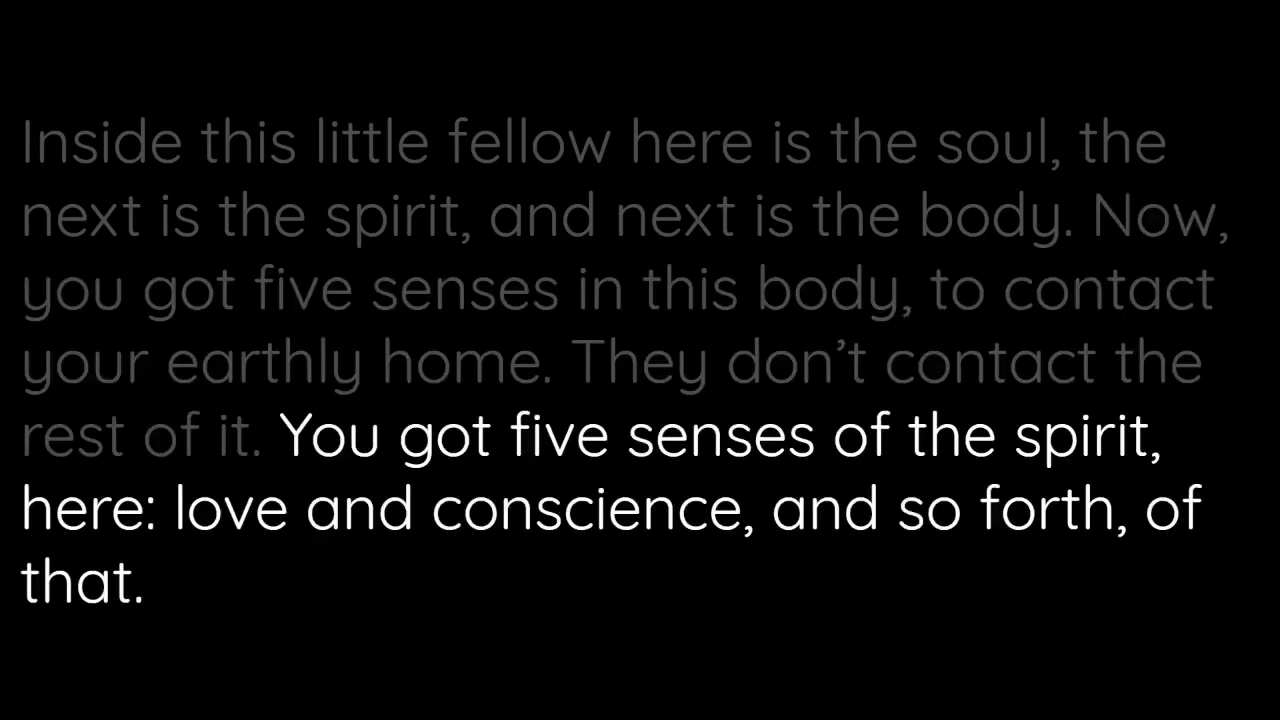 Inside this little fellow here is the soul, the
next is the spirit, and next is the body. Now,
you got five senses in this body, to contact
your earthly home. They don’t contact the
rest of it. You got five senses of the spirit,
here: love and conscience, and so forth, of
that.